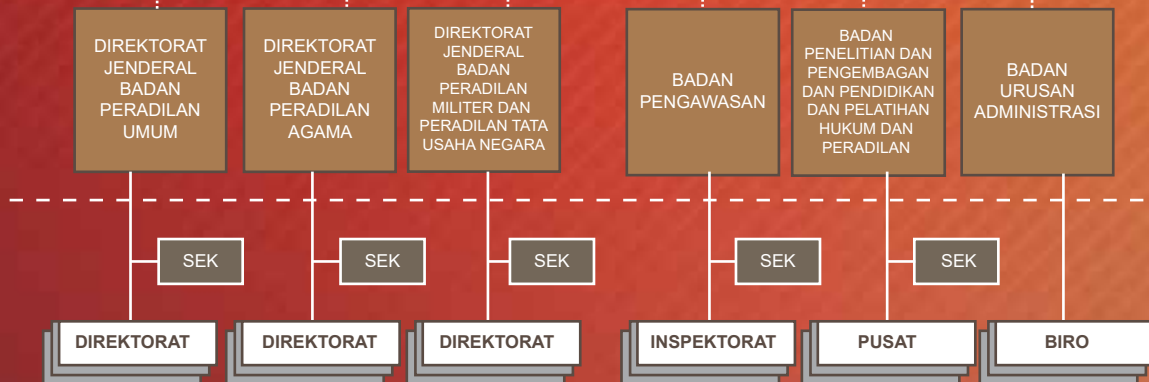 DIREKTORAT
JENDERAL
BADAN
PERADILAN
UMUM
DIREKTORAT
JENDERAL
BADAN
PERADILAN
AGAMA
DIREKTORAT
JENDERAL
BADAN
PERADILAN
MILITER DAN
PERADILAN TATA
USAHA NEGARA
BADAN
PENGAWASAN
BADAN
PENELITIAN DAN
PENGEMBAGAN
DAN PENDIDIKAN
DAN PELATIHAN
HUKUM DAN
PERADILAN
BADAN
URUSAN
ADMINISTRASI
SEK
SEK
SEK
SEK
SEK
DIREKTORAT
DIREKTORAT
DIREKTORAT
INSPEKTORAT
PUSAT
BIRO